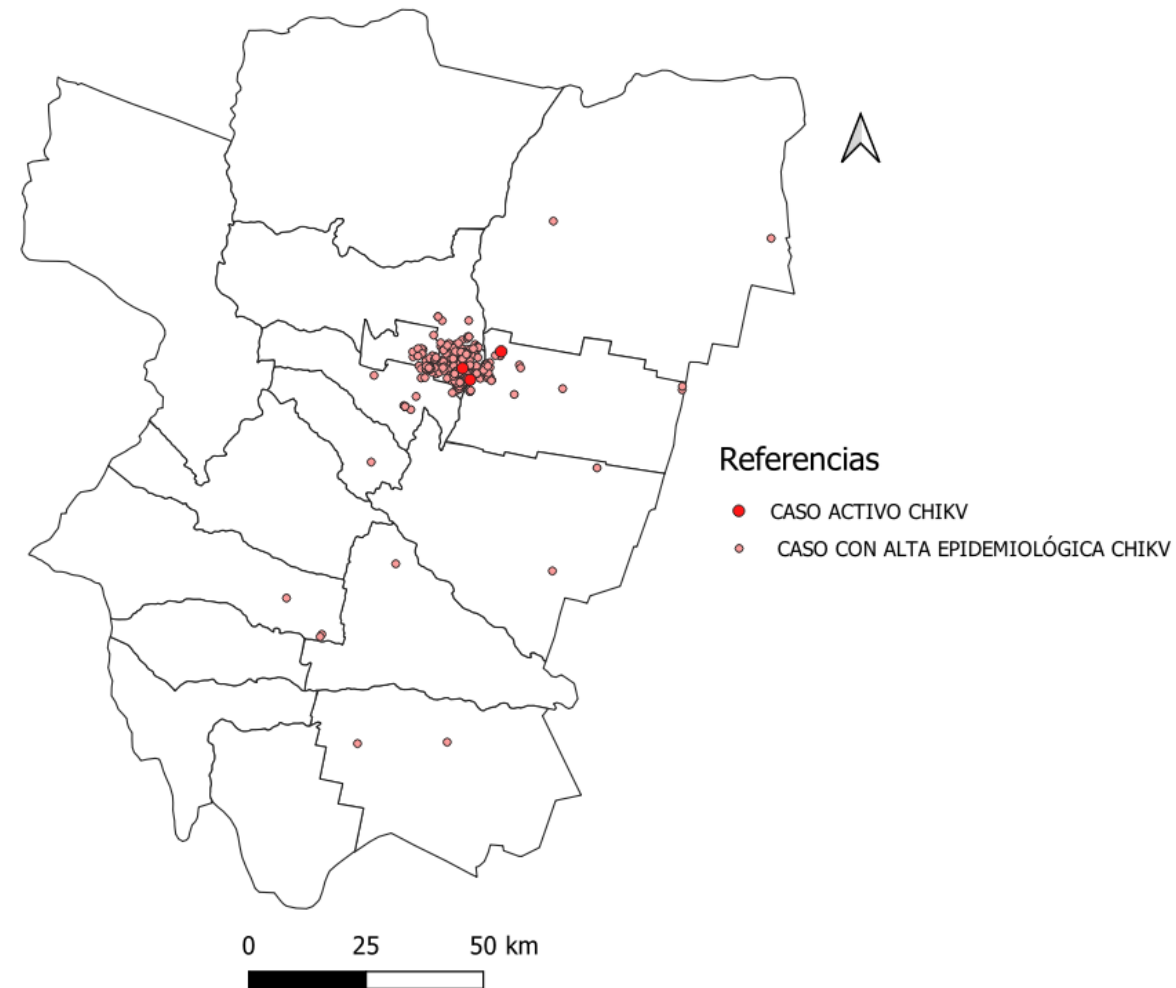 Referencias
CASO ACTIVO CHIKV
CASO CON ALTA EPIDEMIOLÓGICA CHIKV
0 25 50 km